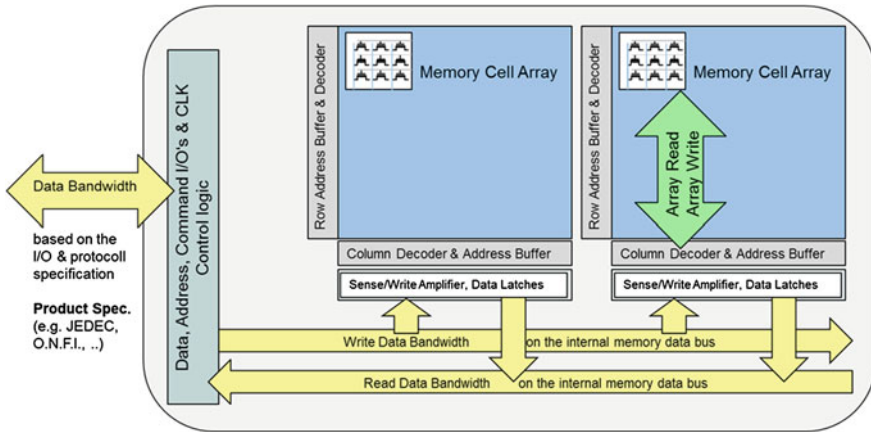 Data Bandwidth
based on the
I/O & protocoll
specification
Product Spec.
(e.g. JEDEC,
O.N.F.I., ..)
Data, Address, Command I/O's & CLK
Control logic
Row Address Buffer & Decoder
Memory Cell Array
Column Decoder & Address Buffer
Sense/Write Amplifier, Data Latches
Row Address Buffer & Decoder
Memory Cell Array
Array Read
Array Write
Column Decoder & Address Buffer
Sense/Write Amplifier, Data Latches
Write Data Bandwidth on the internal memory data bus
Read Data Bandwidth on the internal memory data bus